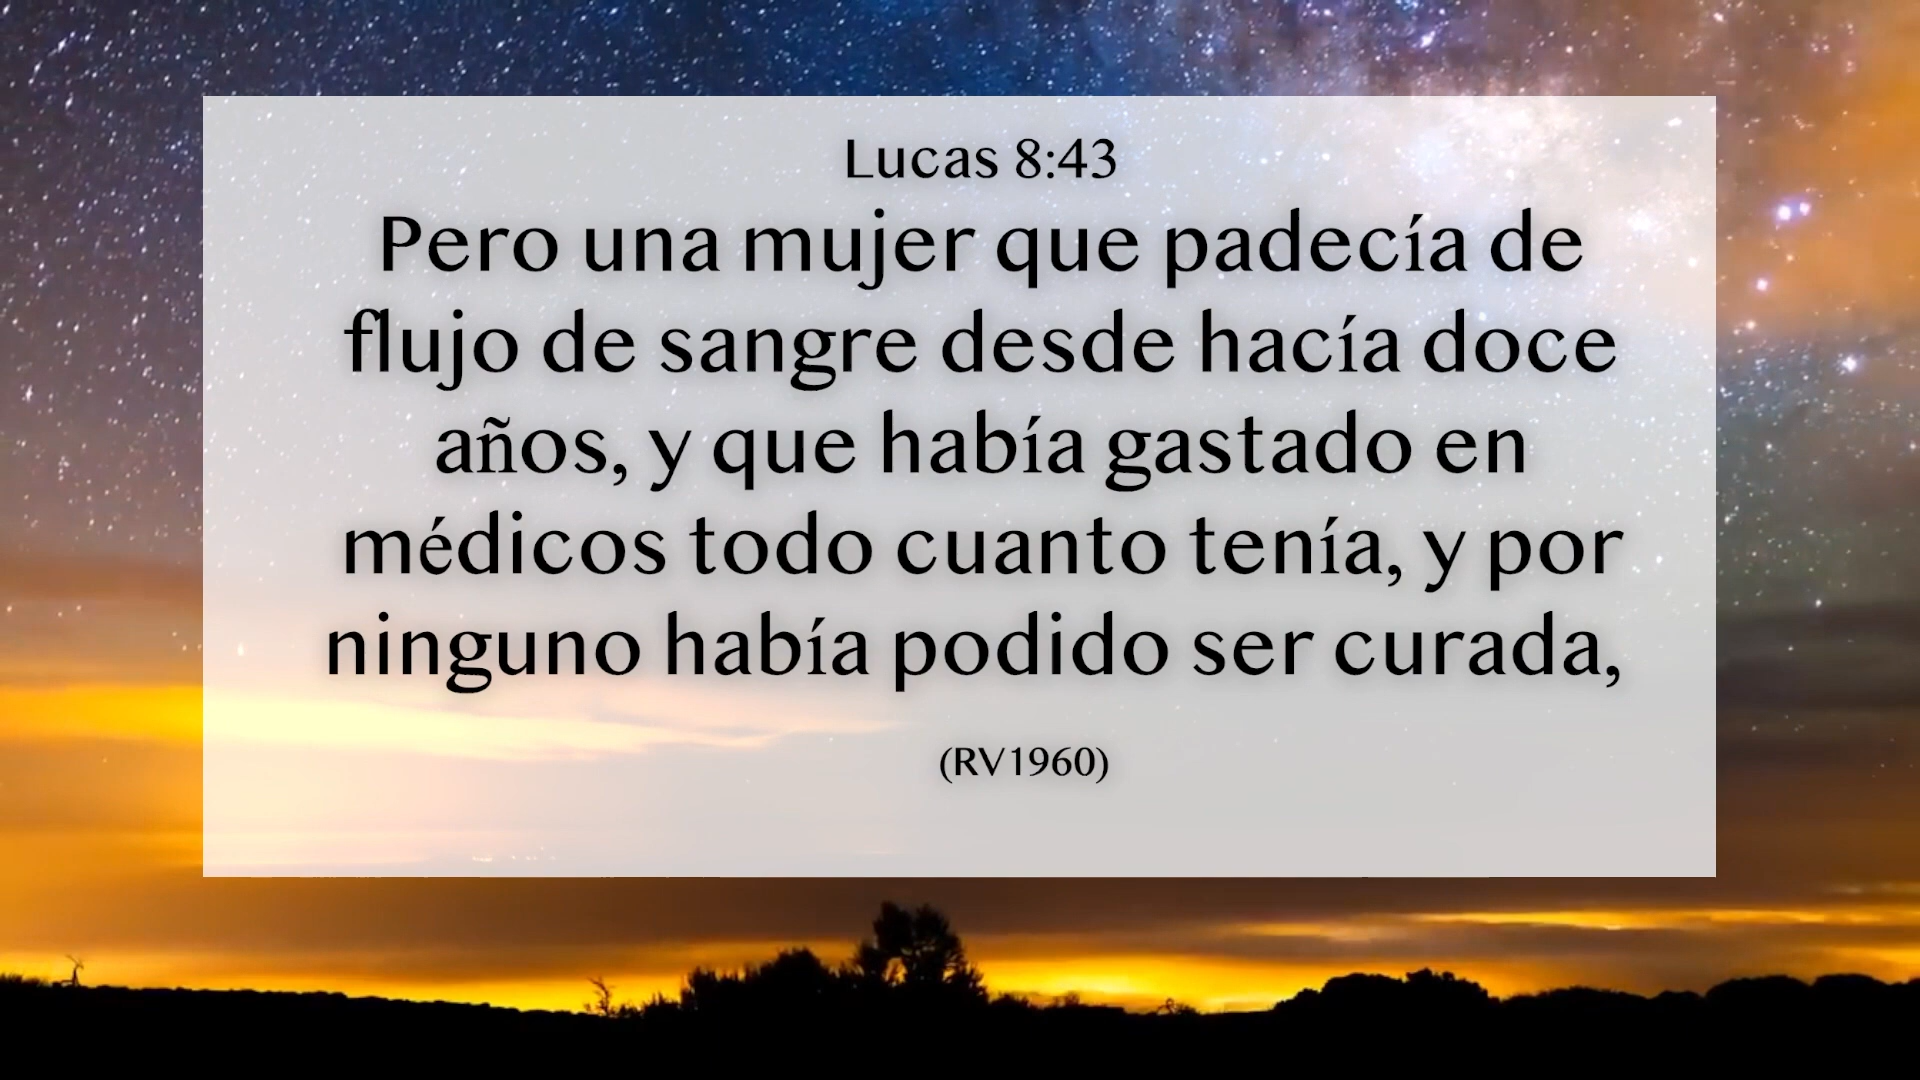 Lucas 8:43
Pero una mujer que padecía de
flujo de sangre desde hacía doce
años, y que había gastado en
médicos todo cuanto tenía, y por
ninguno había podido ser curada,
(RV1960)